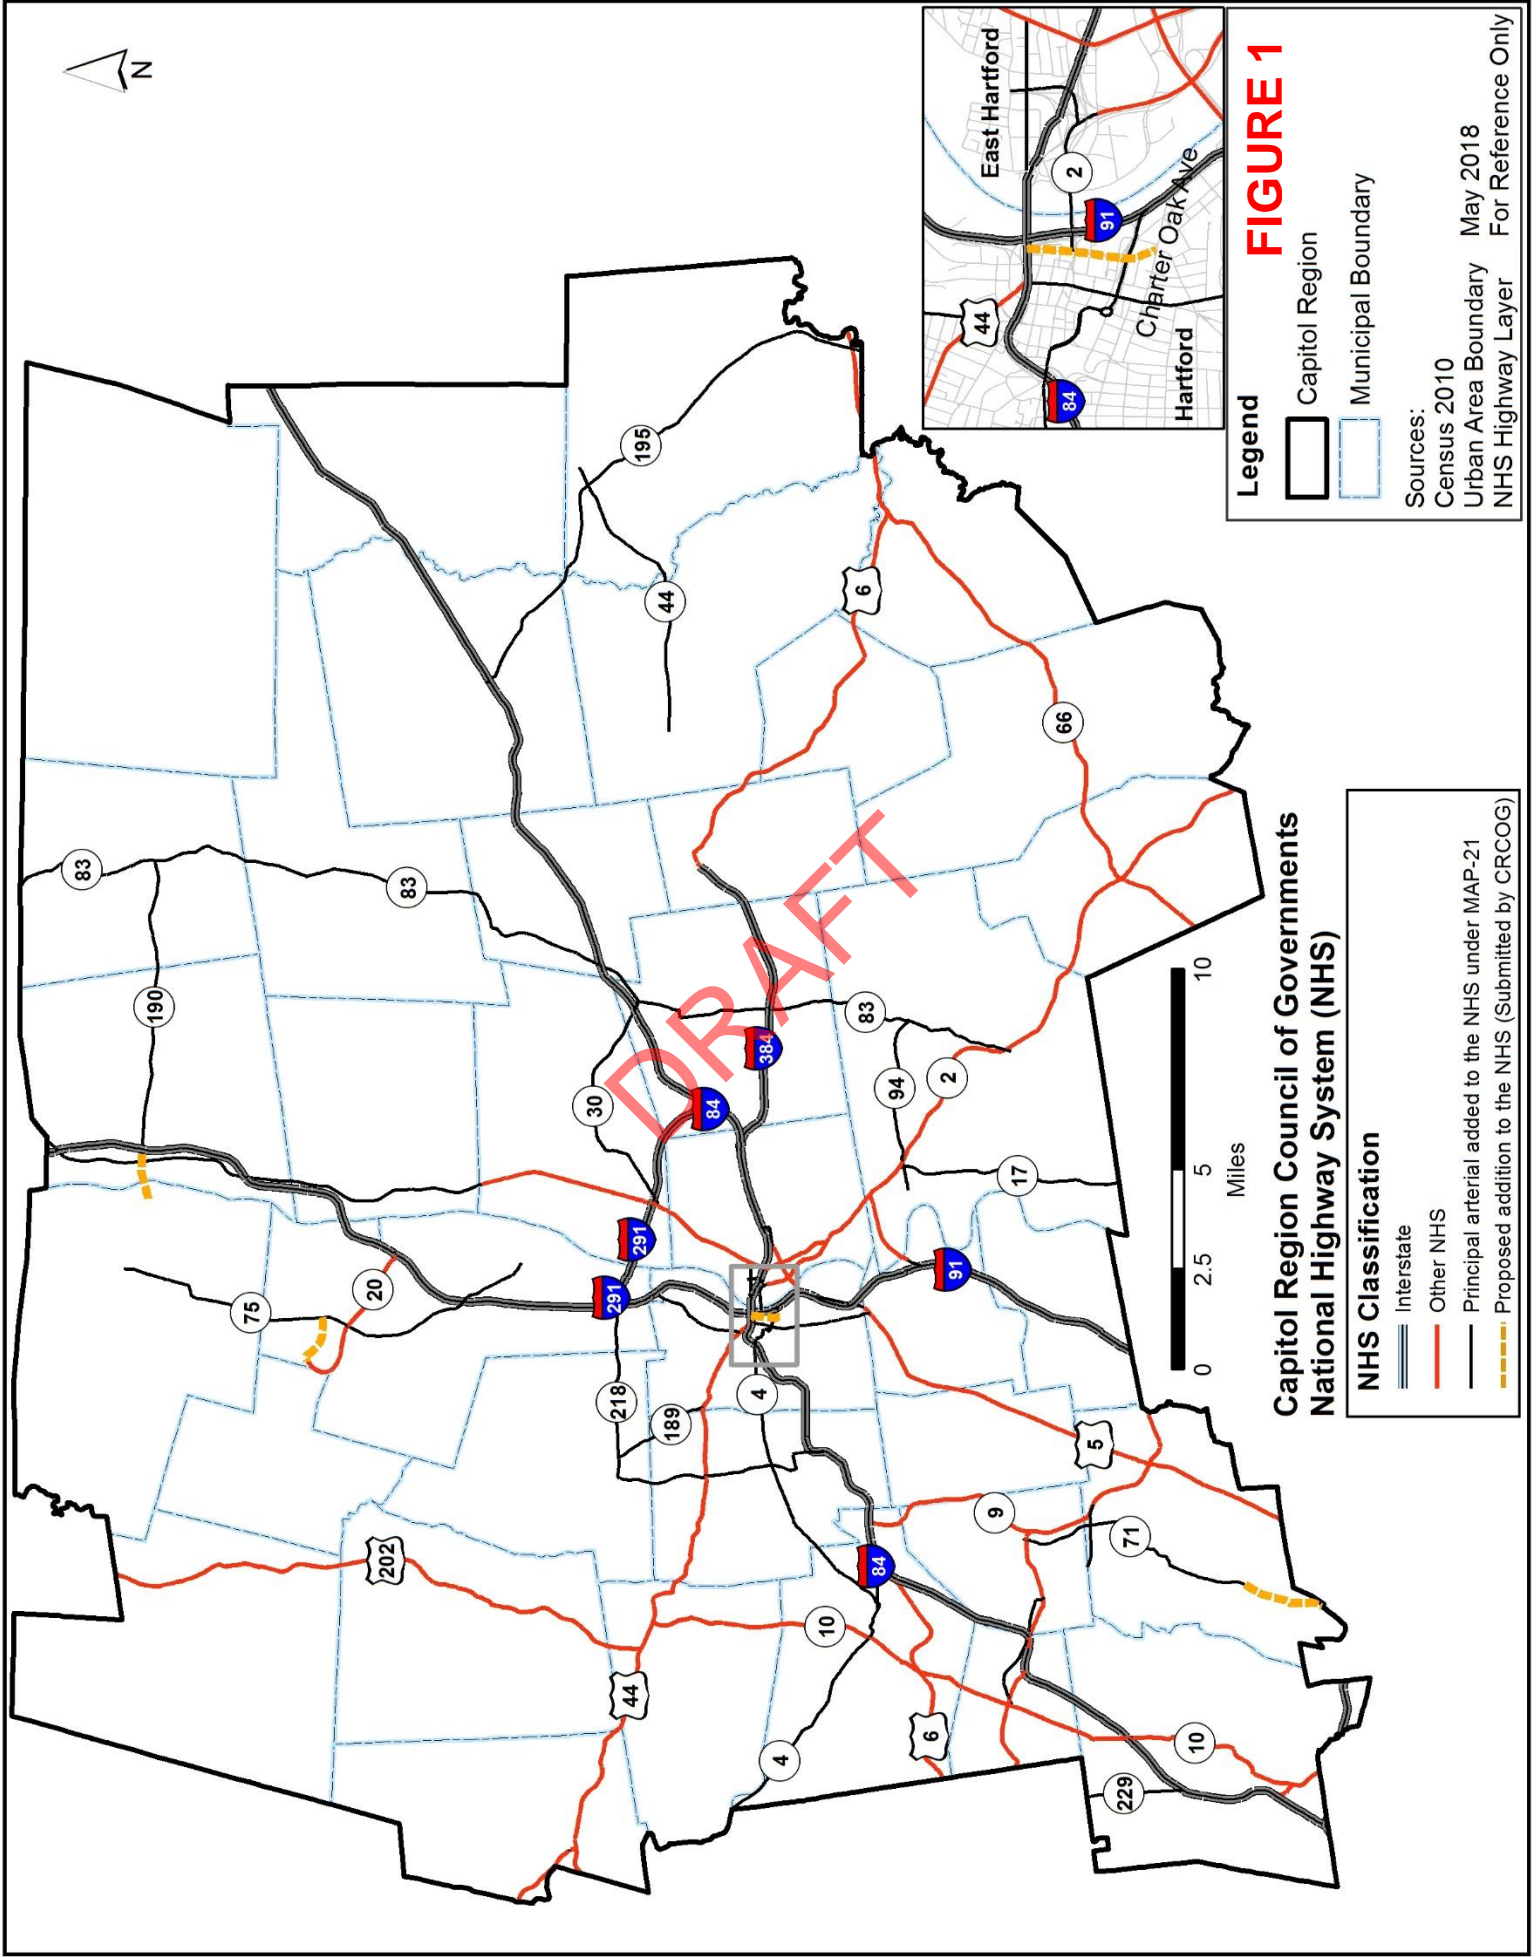 N
83
190
83
195
44
6
66
30
384
84
291
291
83
94
2
17
91
75
20
218
189
4
202
44
10
84
9
5
71
6
4
10
229
DRAFT
East Hartford
2
91
44
Charter Oak Ave
84
Hartford
FIGURE 1
Legend
Capitol Region
Municipal Boundary
Sources:
Census 2010
Urban Area Boundary May 2018
NHS Highway Layer For Reference Only
0 2.5 5 10
Miles
Capitol Region Council of Governments
National Highway System (NHS)
NHS Classification
Interstate
Other NHS
Principal arterial added to the NHS under MAP-21
Proposed addition to the NHS (Submitted by CRCOG)